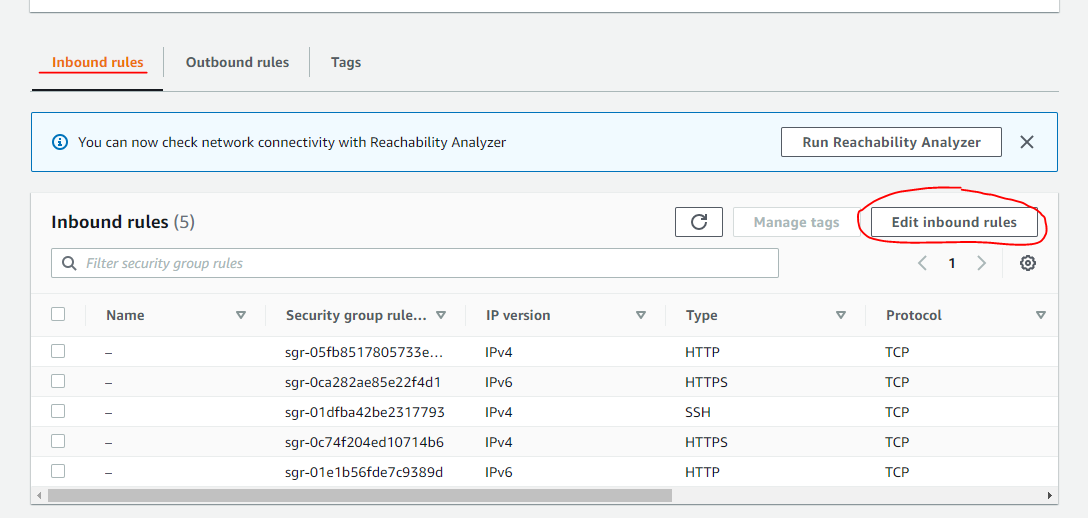 Inbound rules Outbound rules Tags
You can now check network connectivity with Reachability Analyzer Run Reachability Analyzer
Inbound rules (5) Manage tags Edit inbound rules
Filter security group rules 1
Name Security group rule... IP version Type Protocol
– sgr-05fb8517805733e... IPv4 HTTP TCP
– sgr-0ca282ae85e22f4d1 IPv6 HTTPS TCP
– sgr-01dfba42be2317793 IPv4 SSH TCP
– sgr-0c74f204ed10714b6 IPv4 HTTPS TCP
– sgr-01e1b56fde7c9389d IPv6 HTTP TCP